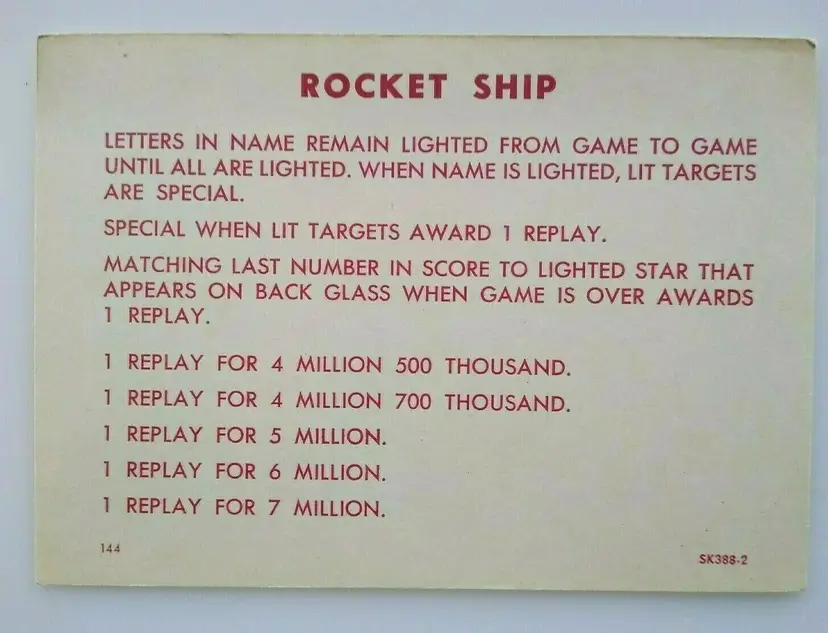 ROCKET SHIP
LETTERS IN NAME REMAIN LIGHTED FROM GAME TO GAME
UNTIL ALL ARE LIGHTED. WHEN NAME IS LIGHTED, LIT TARGETS
ARE SPECIAL.
SPECIAL WHEN LIT TARGETS AWARD 1 REPLAY.
MATCHING LAST NUMBER IN SCORE TO LIGHTED STAR THAT
APPEARS ON BACK GLASS WHEN GAME IS OVER AWARDS
1 REPLAY.
1 REPLAY FOR 4 MILLION 500 THOUSAND.
1 REPLAY FOR 4 MILLION 700 THOUSAND.
1 REPLAY FOR 5 MILLION.
1 REPLAY FOR 6 MILLION.
1 REPLAY FOR 7 MILLION.
144
SK388-2